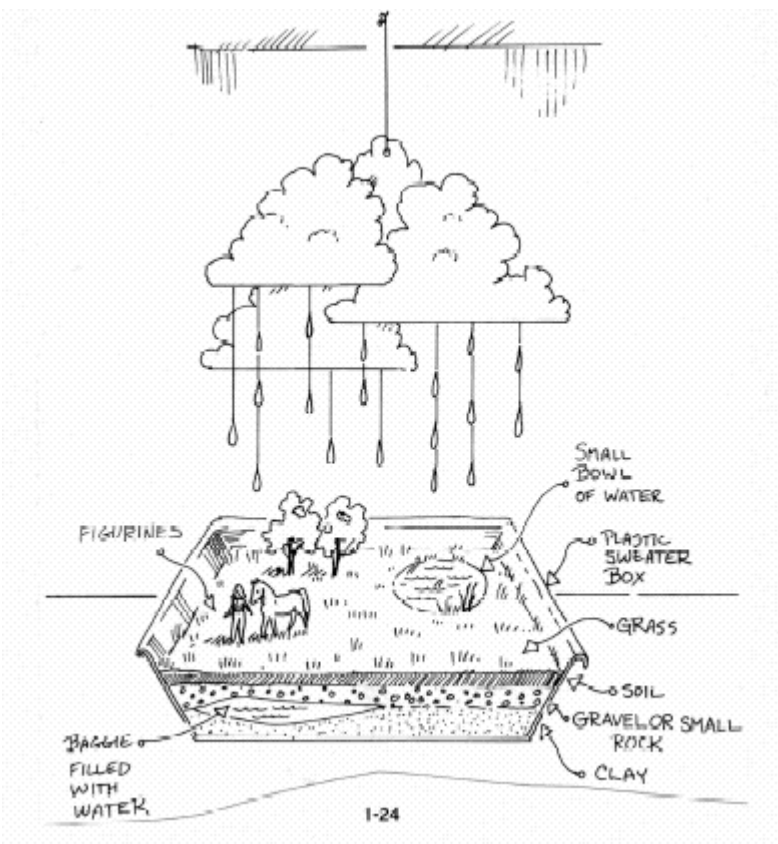 SMALL
BOWL
OF WATER
FIGURINES
PLASTIC
SWEATER
BOX
GRASS
SOIL
GRAVEL OR SMALL
ROCK
CLAY
BAGGIE
FILLED
WITH
WATER
1-24